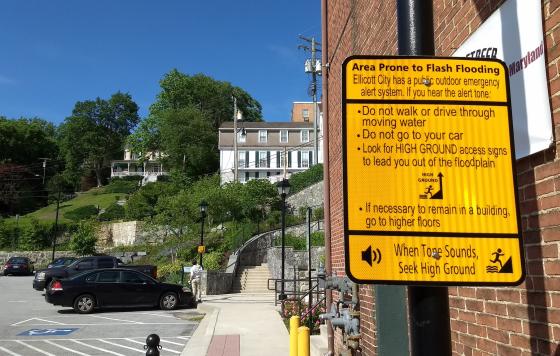 Area Prone to Flash Flooding
Ellicott City has a public outdoor emergency
alert system. If you hear the alert tone:
• Do not walk or drive through
moving water
• Do not go to your car
• Look for HIGH GROUND access signs
to lead you out of the floodplain
HIGH
GROUND
• If necessary to remain in a building,
go to higher floors
When Tone Sounds,
Seek High Ground
Maryland